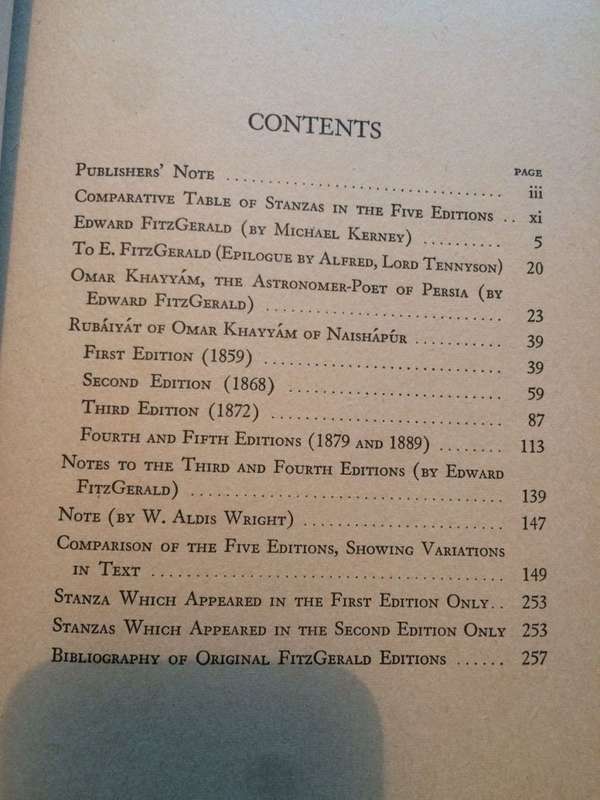 CONTENTS
PAGE
PUBLISHERS' NOTE . . . . . . . . . . . . . . . . . . . . . . . . . . . . . . . . iii
COMPARATIVE TABLE OF STANZAS IN THE FIVE EDITIONS . . xi
EDWARD FITZGERALD (BY MICHAEL KERNEY) . . . . . . . . . . 5
TO E. FITZGERALD (EPILOGUE BY ALFRED, LORD TENNYSON) 20
OMAR KHAYYÁM, THE ASTRONOMER-POET OF PERSIA (BY
EDWARD FITZGERALD) . . . . . . . . . . . . . . . . . . . . . . . . . . . 23
RUBÁIYÁT OF OMAR KHAYYÁM OF NAISHÁPÚR . . . . . . . . . . . 39
FIRST EDITION (1859) . . . . . . . . . . . . . . . . . . . . . . . . . . . 39
SECOND EDITION (1868) . . . . . . . . . . . . . . . . . . . . . . . . 59
THIRD EDITION (1872) . . . . . . . . . . . . . . . . . . . . . . . . . . 87
FOURTH AND FIFTH EDITIONS (1879 AND 1889) . . . . . . . . 113
NOTES TO THE THIRD AND FOURTH EDITIONS (BY EDWARD
FITZGERALD) . . . . . . . . . . . . . . . . . . . . . . . . . . . . . . . . . . 139
NOTE (BY W. ALDIS WRIGHT) . . . . . . . . . . . . . . . . . . . . . . 147
COMPARISON OF THE FIVE EDITIONS, SHOWING VARIATIONS
IN TEXT . . . . . . . . . . . . . . . . . . . . . . . . . . . . . . . . . . . . . . 149
STANZA WHICH APPEARED IN THE FIRST EDITION ONLY. . 253
STANZAS WHICH APPEARED IN THE SECOND EDITION ONLY 253
BIBLIOGRAPHY OF ORIGINAL FITZGERALD EDITIONS . . . . . . 257